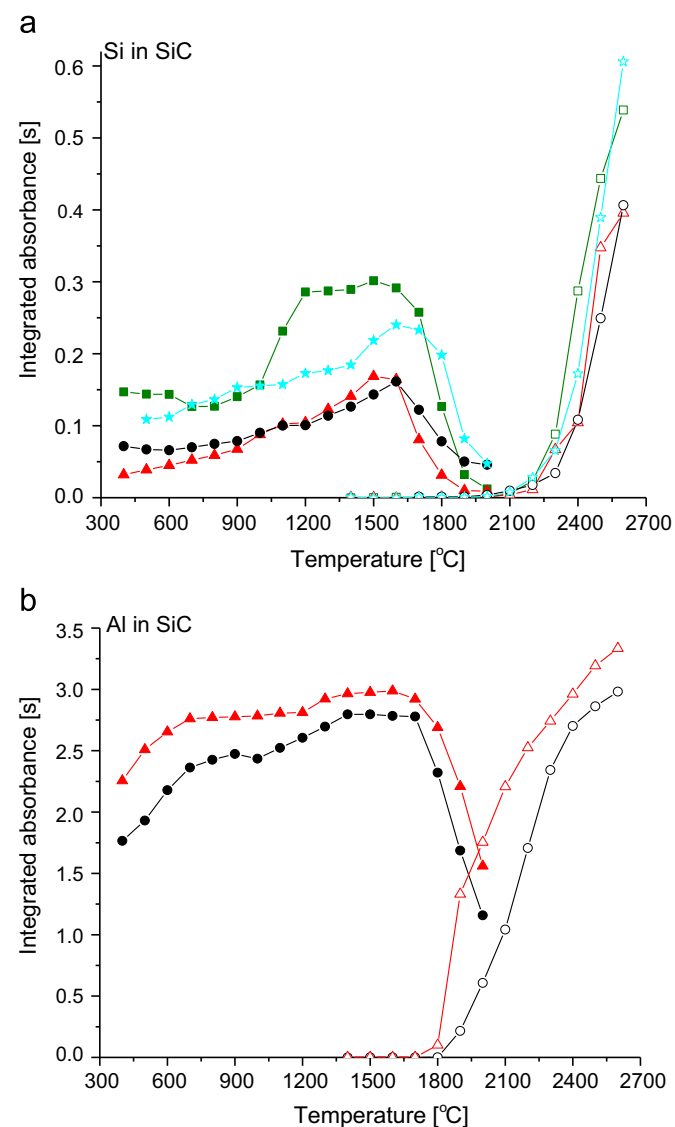 a
Si in SiC
0.6
0.5
0.4
0.3
0.2
0.1
0.0
Integrated absorbance [s]
300 600 900 1200 1500 1800 2100 2400 2700
Temperature [°C]
b
Al in SiC
3.5
3.0
2.5
2.0
1.5
1.0
0.5
0.0
Integrated absorbance [s]
300 600 900 1200 1500 1800 2100 2400 2700
Temperature [°C]